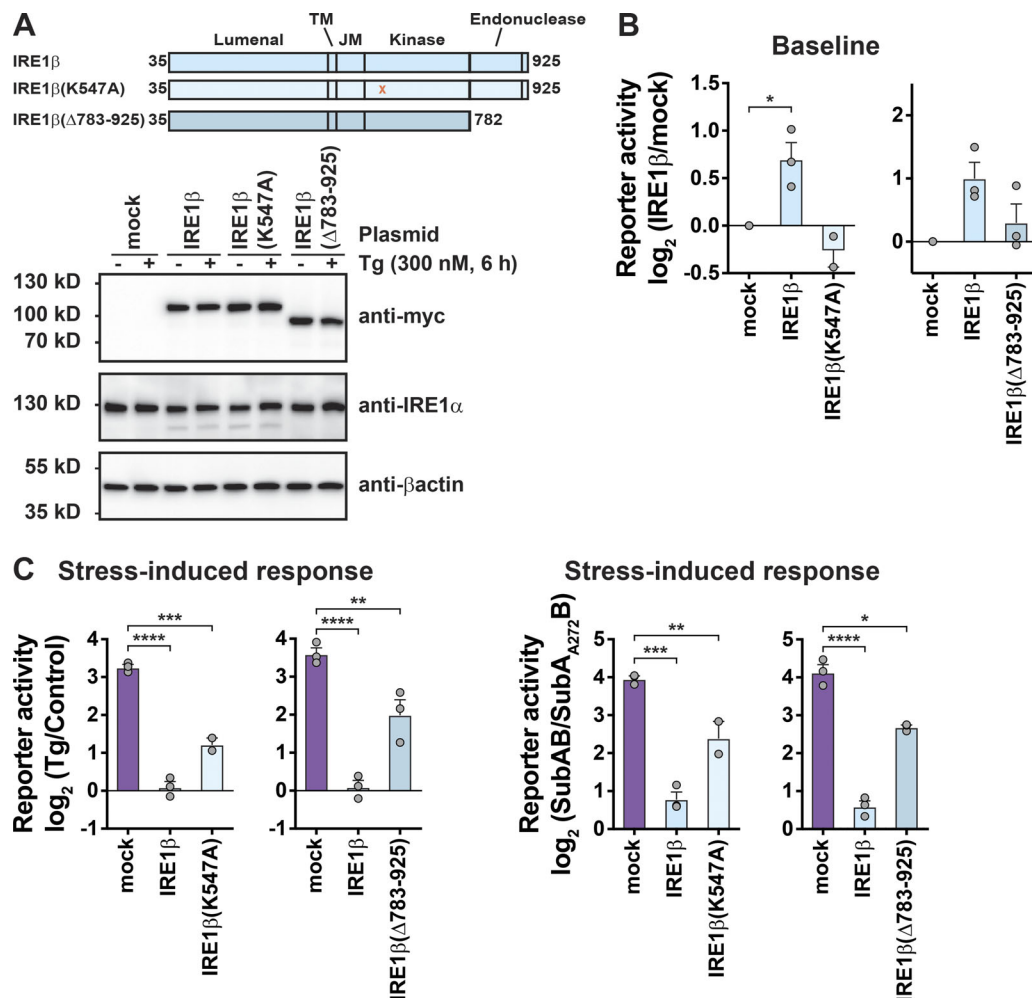 A
TM
Endonuclease
Lumenal
JM
Kinase
IRE1β
35
925
IRE1β(K547A)
35
x
925
IRE1β(Δ783-925)
35
782
mock
IRE1β
IRE1β
(K547A)
IRE1β
(Δ783-925)
Plasmid
- + - + - + - +
Tg (300 nM, 6 h)
130 kD
100 kD
70 kD
anti-myc
130 kD
anti-IRE1α
55 kD
35 kD
anti-βactin
B
Baseline
Reporter activity
log2 (IRE1β/mock)
1.5
1.0
0.5
0.0
-0.5
*
mock
IRE1β
IRE1β(K547A)
2
1
0
mock
IRE1β
IRE1β(Δ783-925)
C
Stress-induced response
Reporter activity
log2 (Tg/Control)
4
3
2
1
0
-1
***
****
mock
IRE1β
IRE1β(K547A)
4
3
2
1
0
-1
**
****
mock
IRE1β
IRE1β(Δ783-925)
Stress-induced response
Reporter activity
log2 (SubAB/SubAA272B)
5
4
3
2
1
0
**
***
mock
IRE1β
IRE1β(K547A)
5
4
3
2
1
0
*
****
mock
IRE1β
IRE1β(Δ783-925)